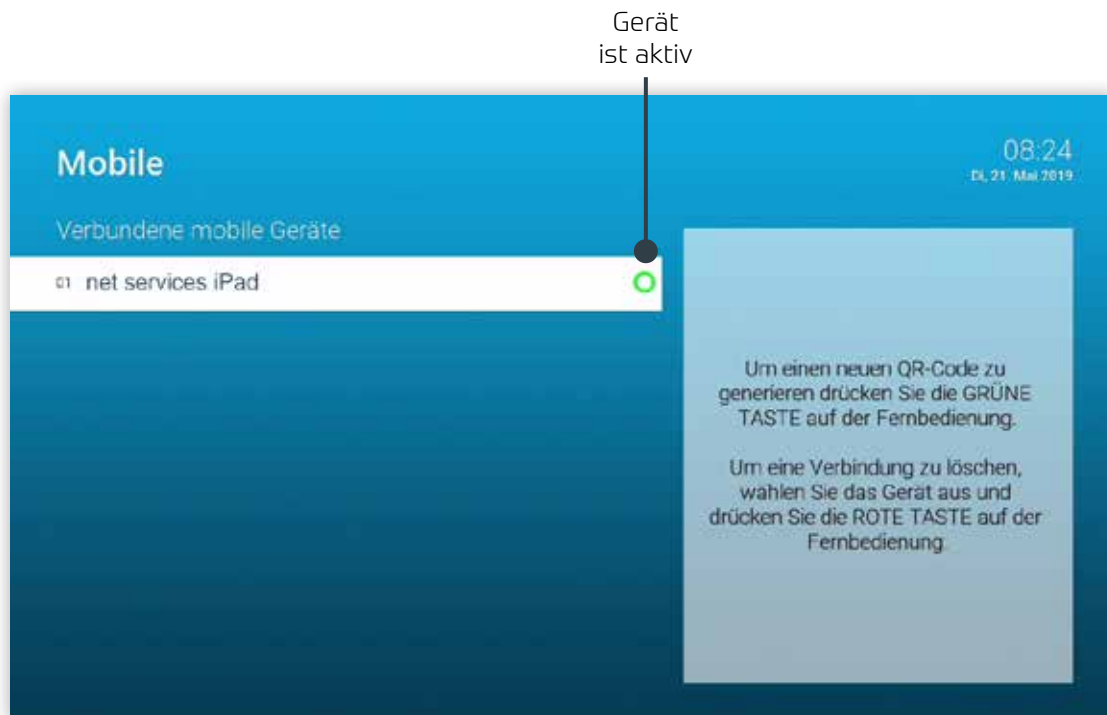 Gerät
ist aktiv
Mobile
08:24
Di, 21. Mai 2019
Verbundene mobile Geräte
01 net services iPad
Um einen neuen QR-Code zu
generieren drücken Sie die GRÜNE
TASTE auf der Fernbedienung.
Um eine Verbindung zu löschen,
wählen Sie das Gerät aus und
drücken Sie die ROTE TASTE auf der
Fernbedienung.